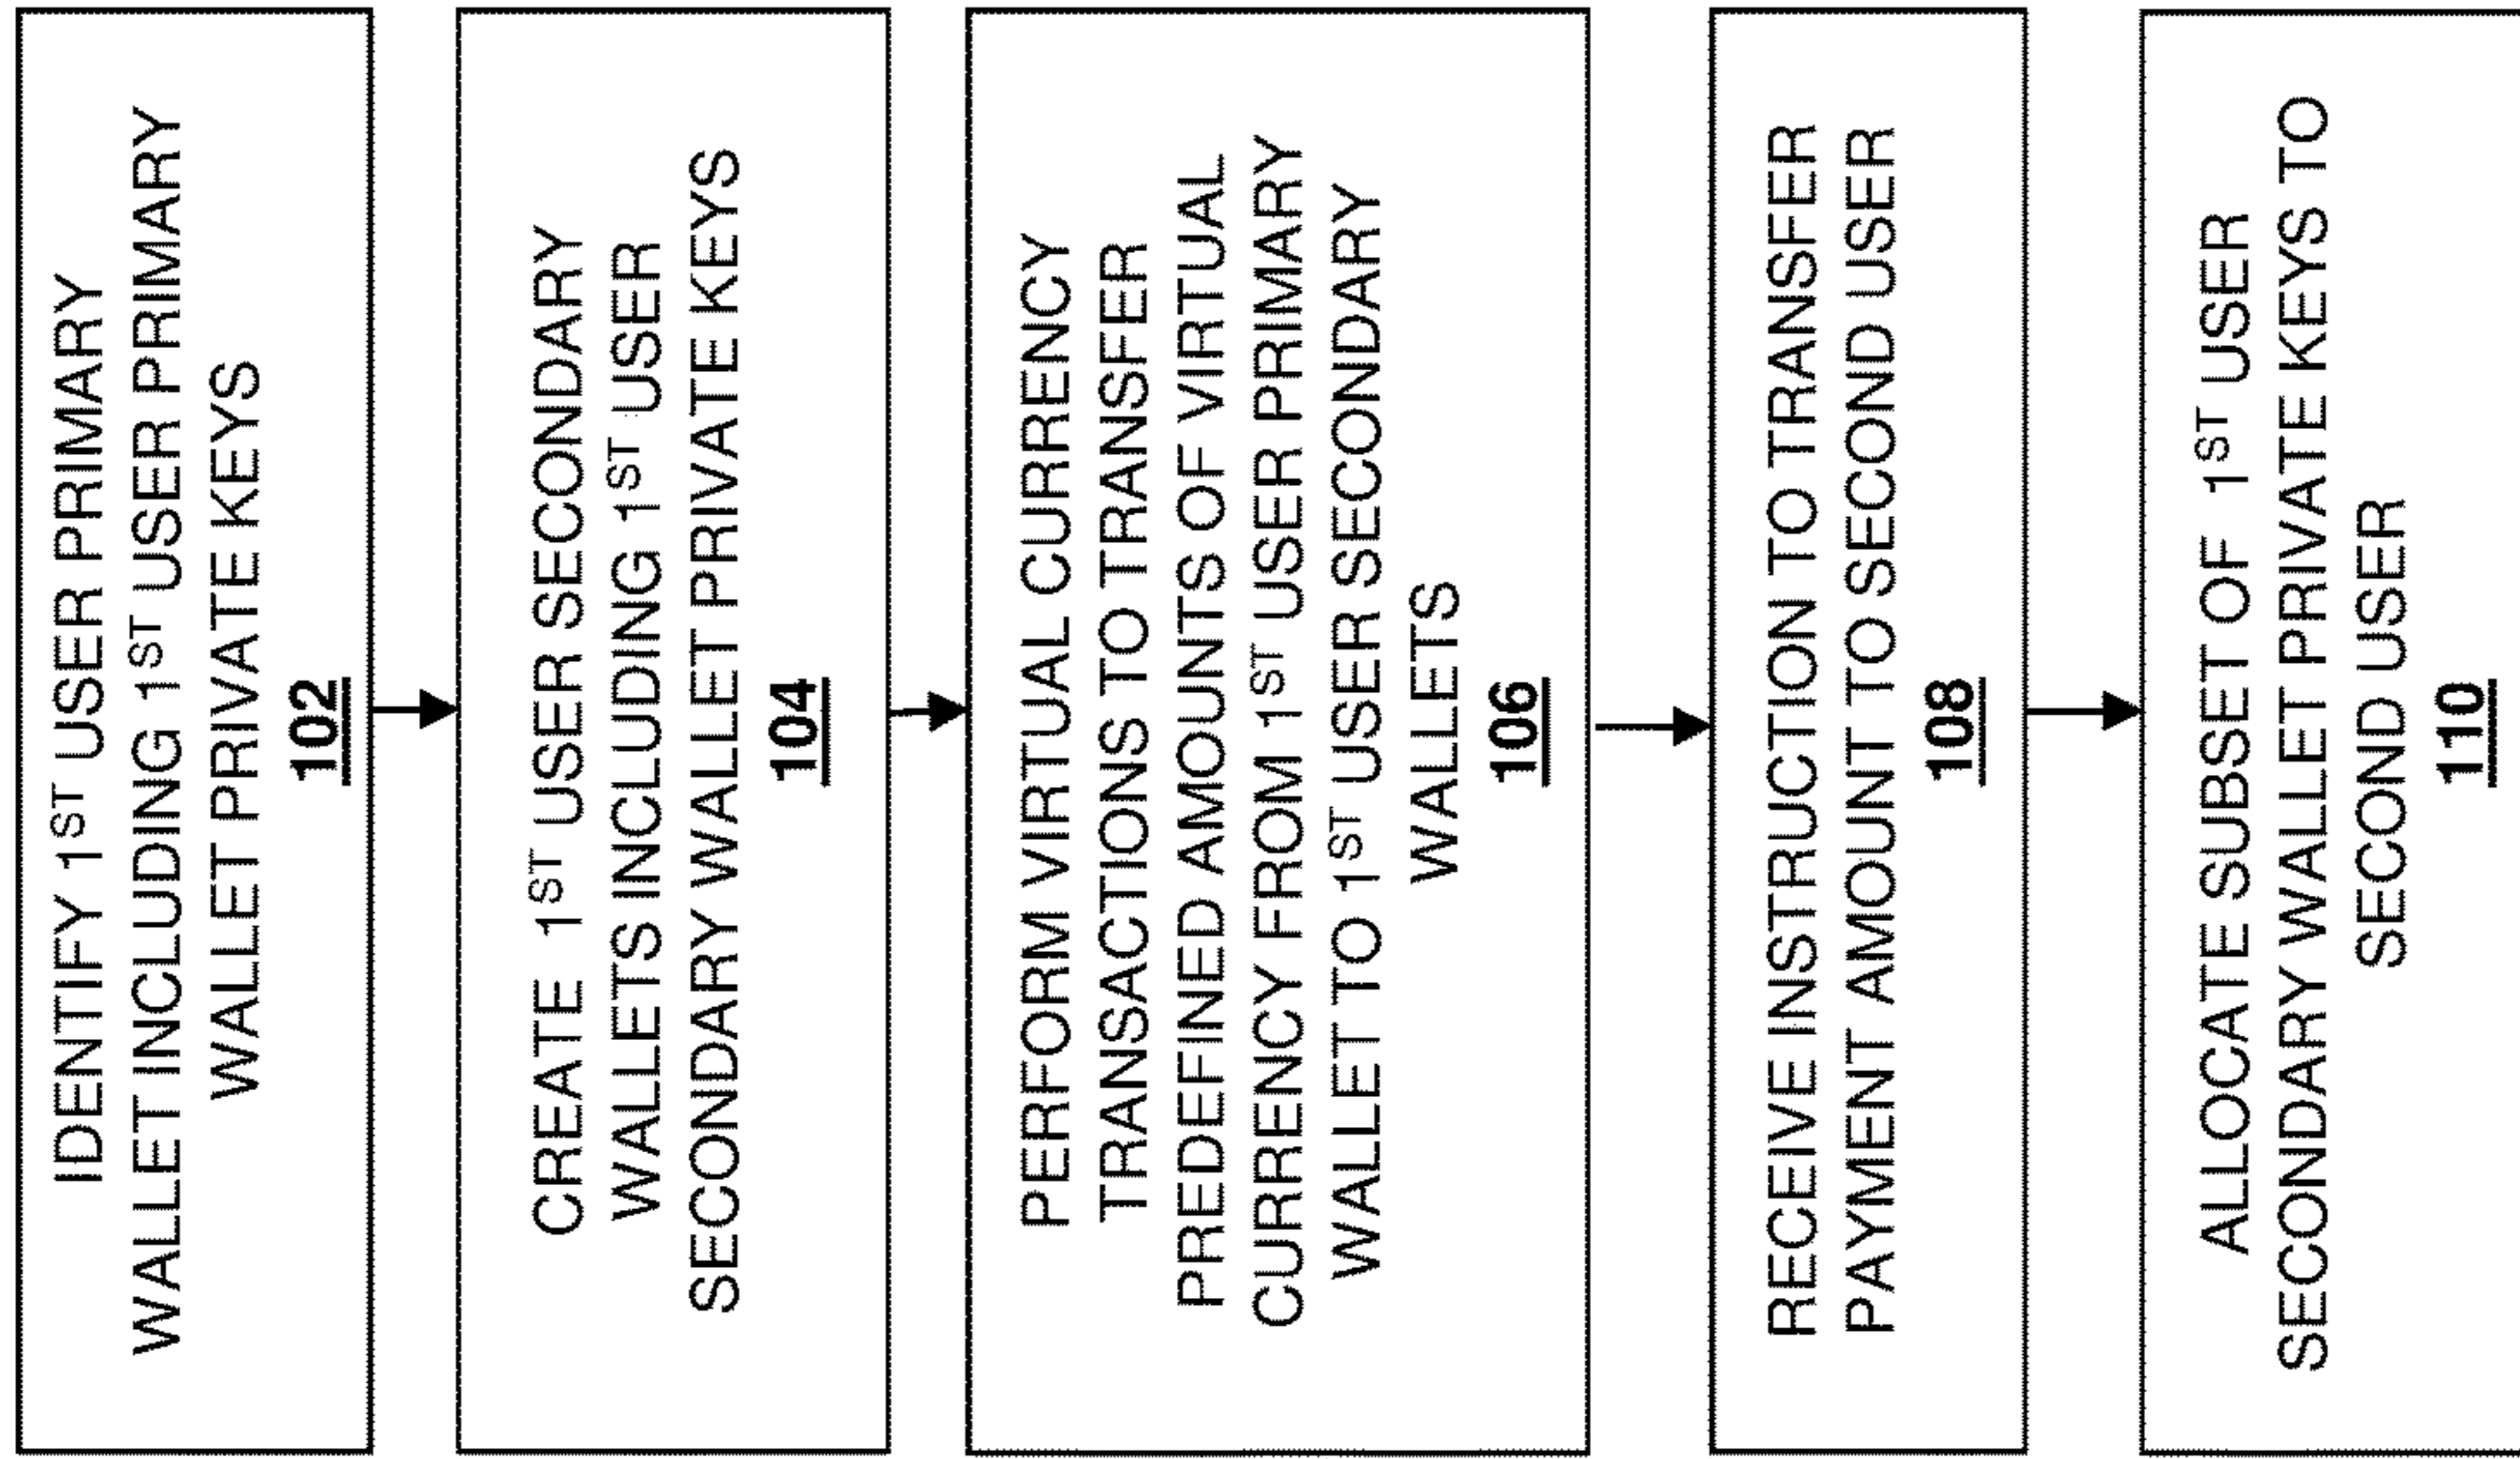 IDENTIFY 1ST USER PRIMARY
WALLET INCLUDING 1ST USER PRIMARY
WALLET PRIVATE KEYS
102
CREATE 1ST USER SECONDARY
WALLETS INCLUDING 1ST USER
SECONDARY WALLET PRIVATE KEYS
104
PERFORM VIRTUAL CURRENCY
TRANSACTIONS TO TRANSFER
PREDEFINED AMOUNTS OF VIRTUAL
CURRENCY FROM 1ST USER PRIMARY
WALLET TO 1ST USER SECONDARY
WALLETS
106
RECEIVE INSTRUCTION TO TRANSFER
PAYMENT AMOUNT TO SECOND USER
108
ALLOCATE SUBSET OF 1ST USER
SECONDARY WALLET PRIVATE KEYS TO
SECOND USER
110